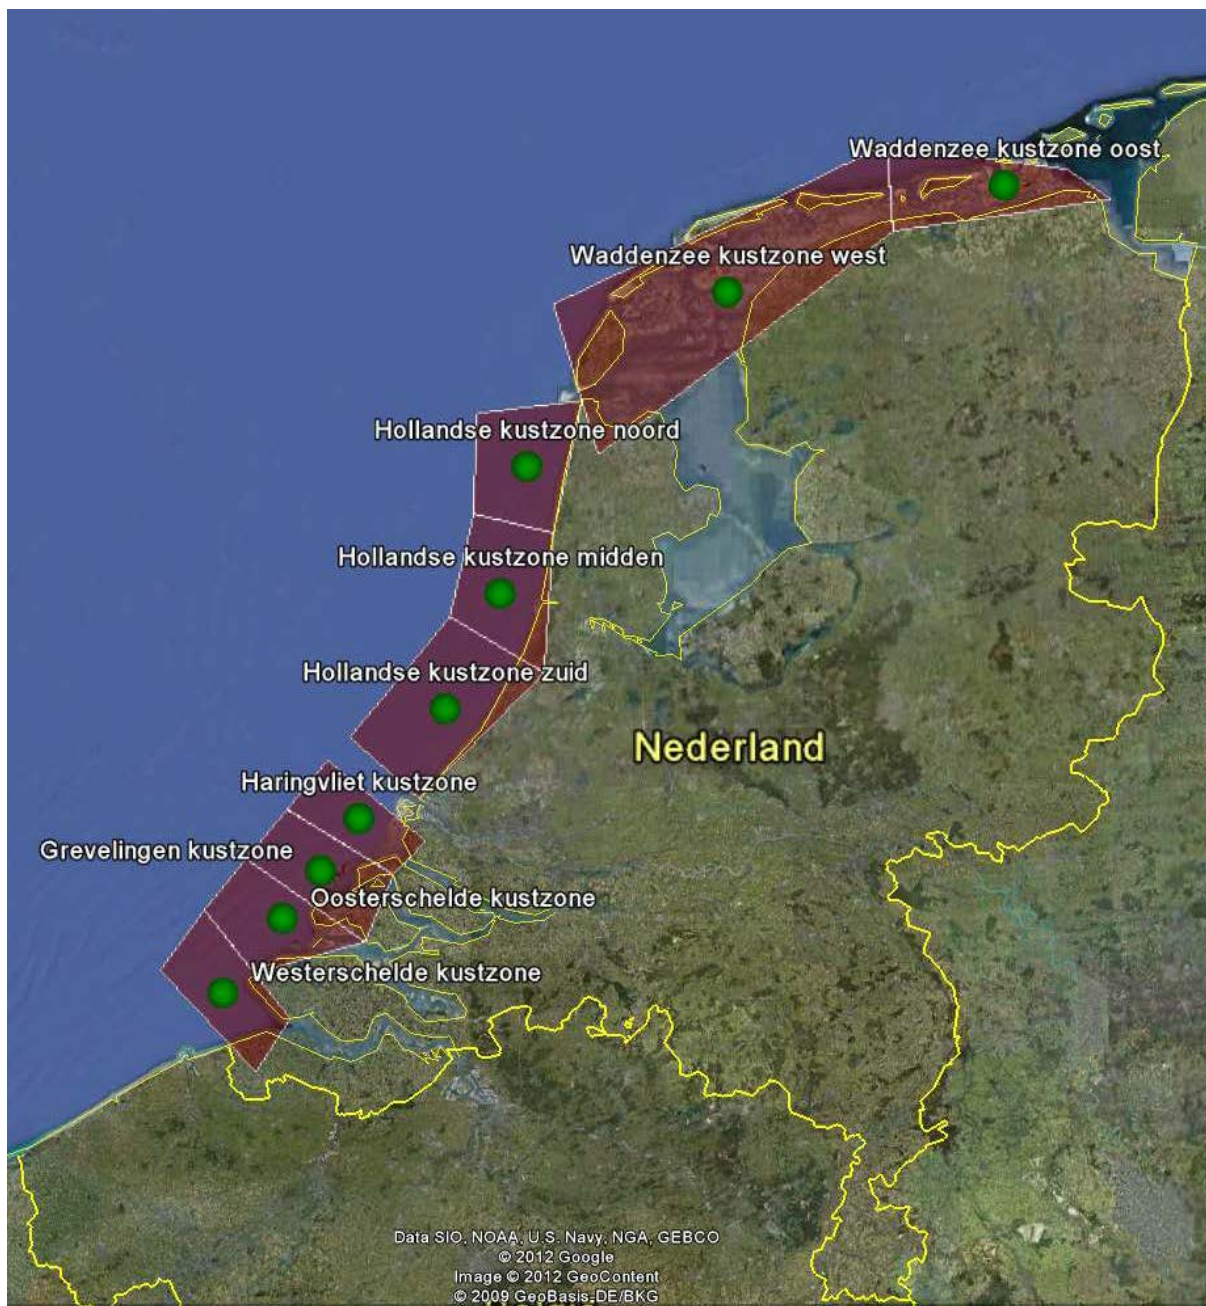 Waddenzee kustzone oost
Waddenzee kustzone west
Hollandse kustzone noord
Hollandse kustzone midden
Hollandse kustzone zuid
Nederland
Haringvliet kustzone
Grevelingen kustzone
Oosterschelde kustzone
Westerschelde kustzone
Data SIO, NOAA, U.S. Navy, NGA, GEBCO
© 2012 Google
Image © 2012 GeoContent
© 2009 GeoBasis-DE/BKG